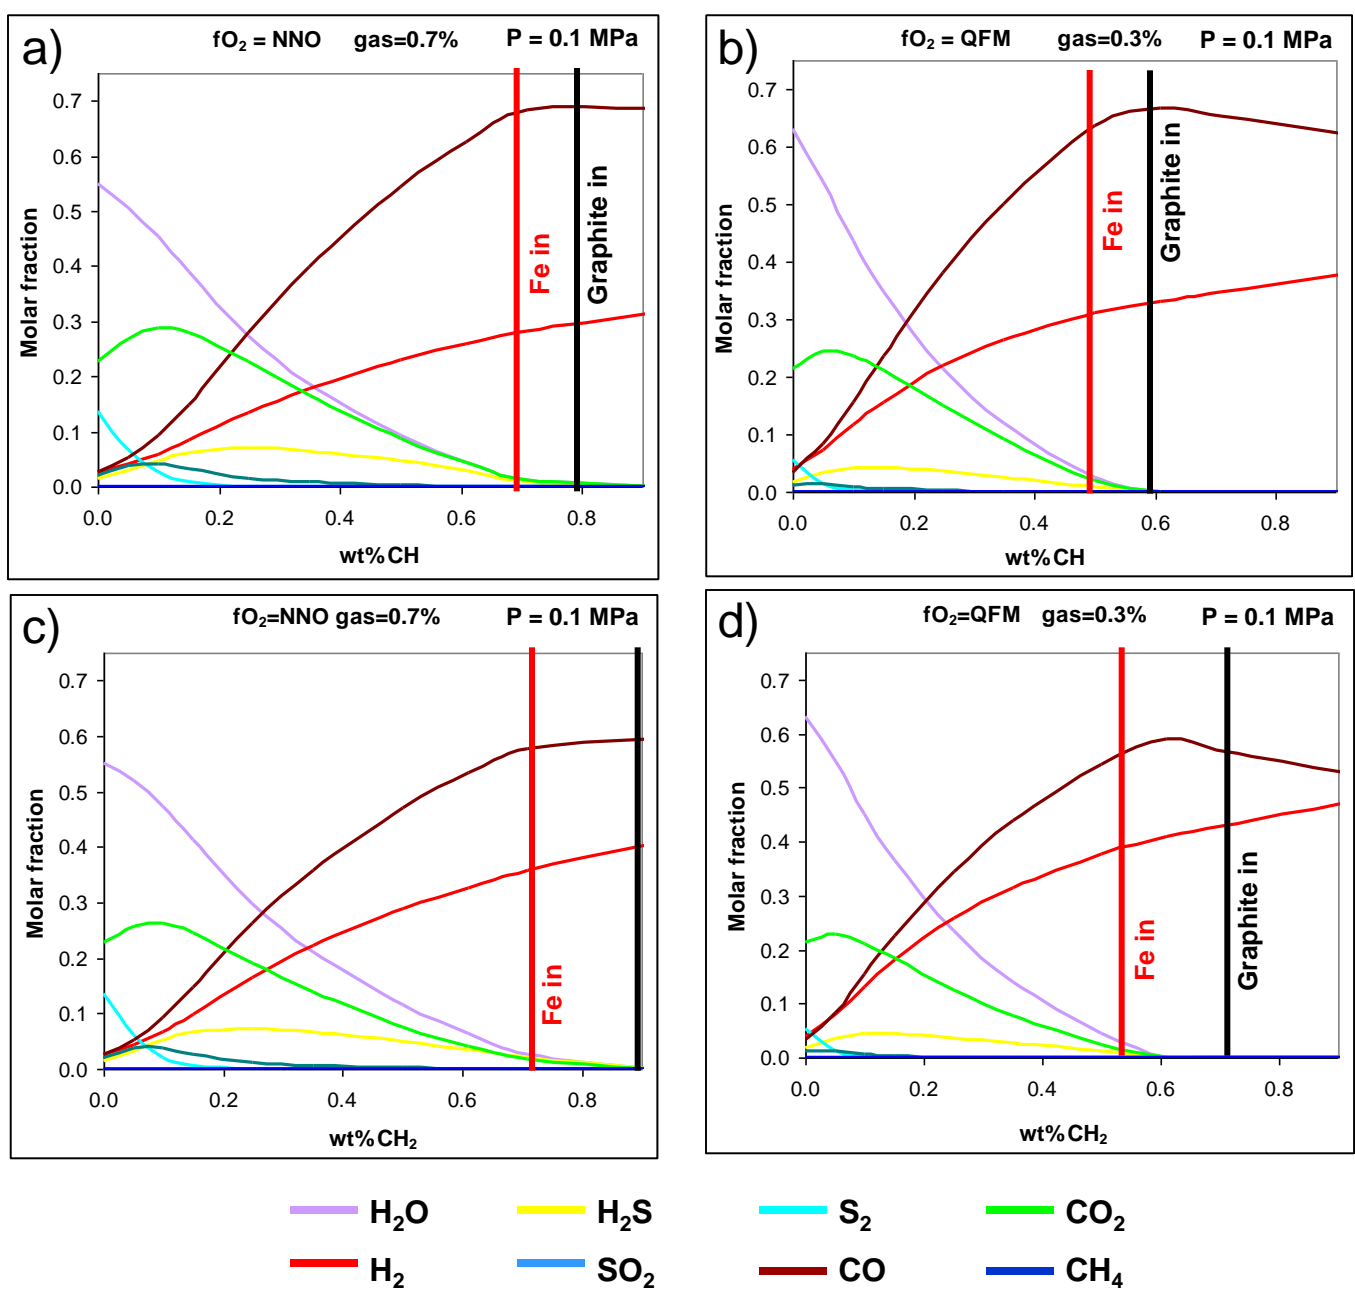 a)
fO₂ = NNO gas=0.7% P = 0.1 MPa
0.7
0.6
0.5
0.4
0.3
0.2
0.1
0.0
Molar fraction
Fe in
Graphite in
0.0 0.2 0.4 0.6 0.8
wt%CH
b)
fO₂ = QFM gas=0.3% P = 0.1 MPa
0.7
0.6
0.5
0.4
0.3
0.2
0.1
0.0
Molar fraction
Fe in
Graphite in
0.0 0.2 0.4 0.6 0.8
wt%CH
c)
fO₂=NNO gas=0.7% P = 0.1 MPa
0.7
0.6
0.5
0.4
0.3
0.2
0.1
0.0
Molar fraction
Fe in
0.0 0.2 0.4 0.6 0.8
wt%CH₂
d)
fO₂=QFM gas=0.3% P = 0.1 MPa
0.7
0.6
0.5
0.4
0.3
0.2
0.1
0.0
Molar fraction
Fe in
Graphite in
0.0 0.2 0.4 0.6 0.8
wt%CH₂
H₂O H₂S S₂ CO₂
H₂ SO₂ CO CH₄